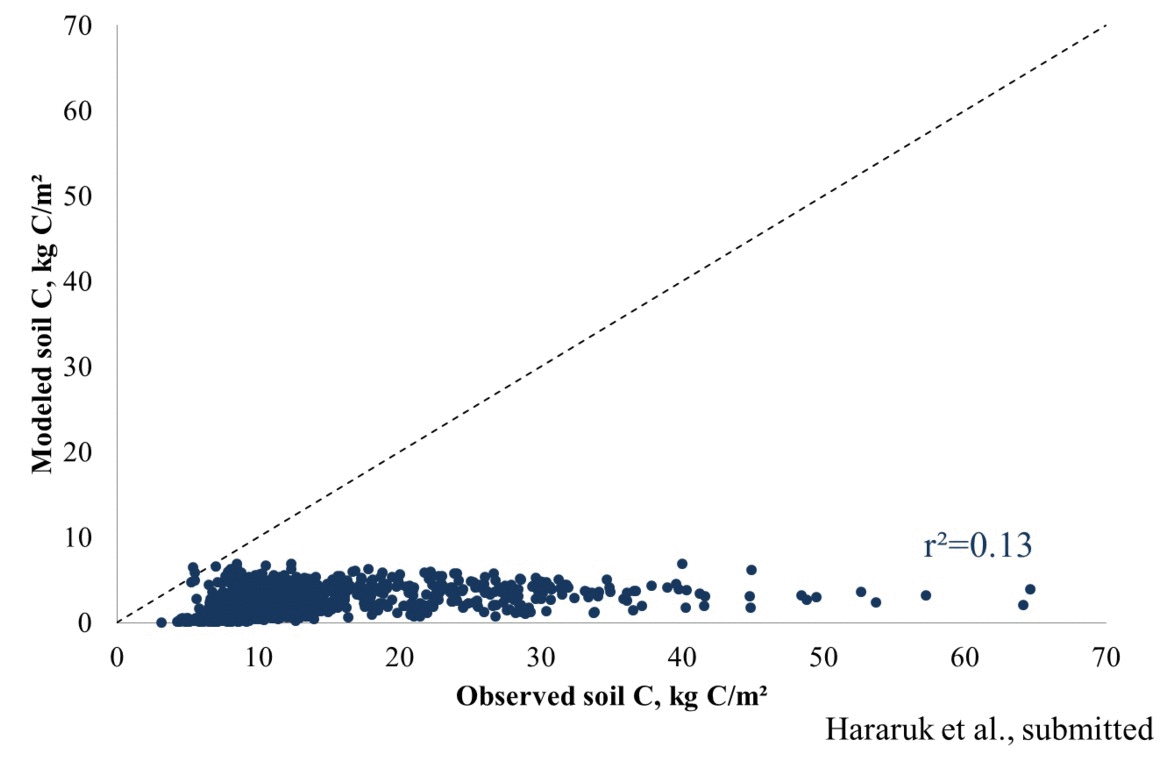 70
60
50
40
30
20
10
0
Modeled soil C, kg C/m²
r²=0.13
0 10 20 30 40 50 60 70
Observed soil C, kg C/m²
Hararuk et al., submitted